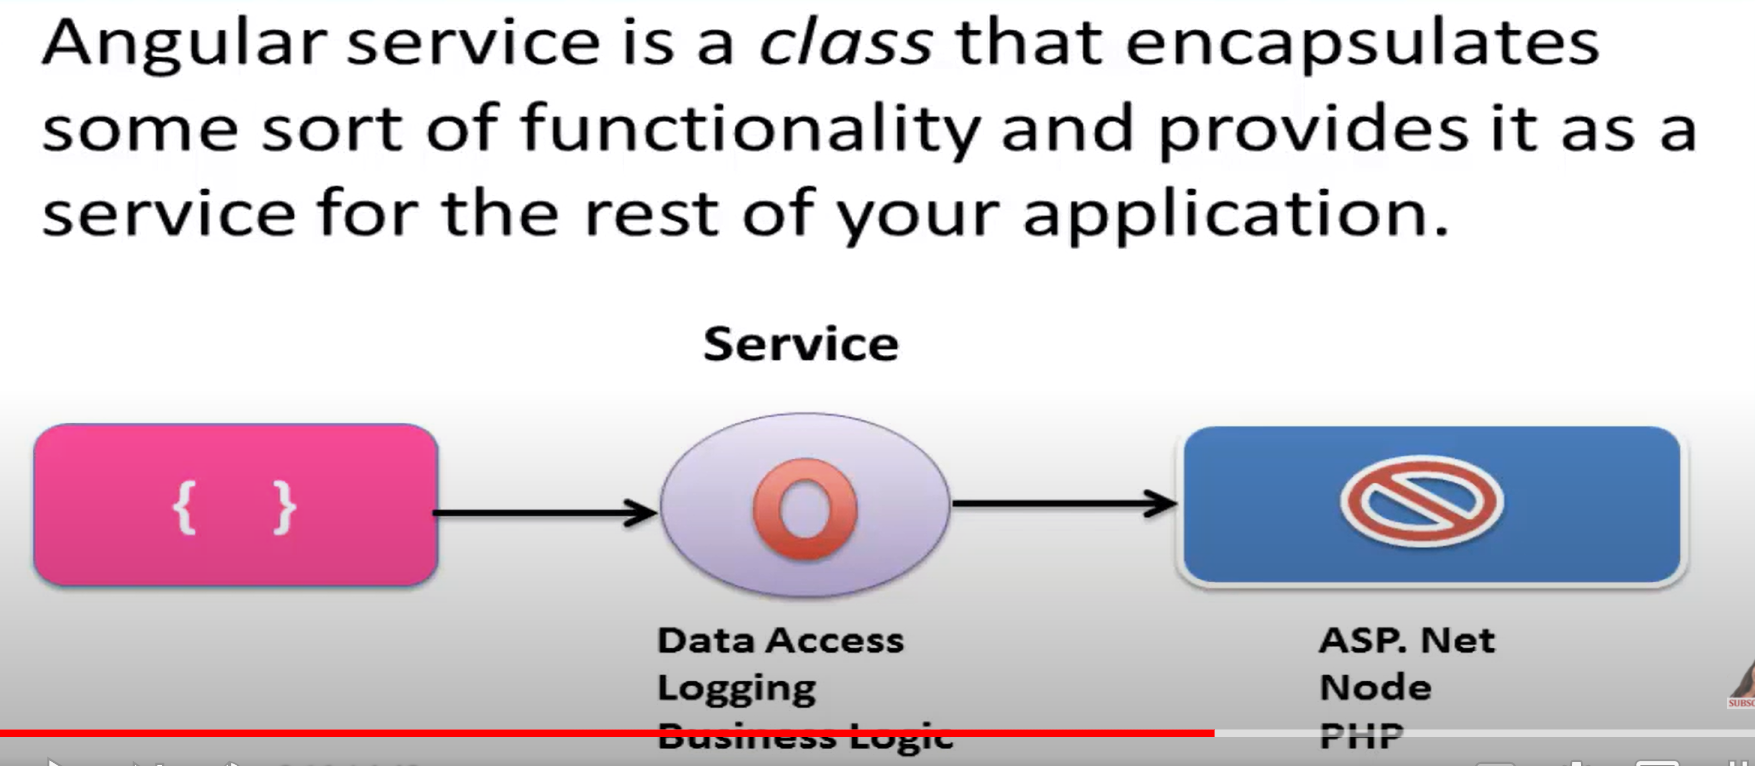 Angular service is a class that encapsulates
some sort of functionality and provides it as a
service for the rest of your application.
Service
{ }
Data Access
Logging
Business Logic
ASP. Net
Node
PHP